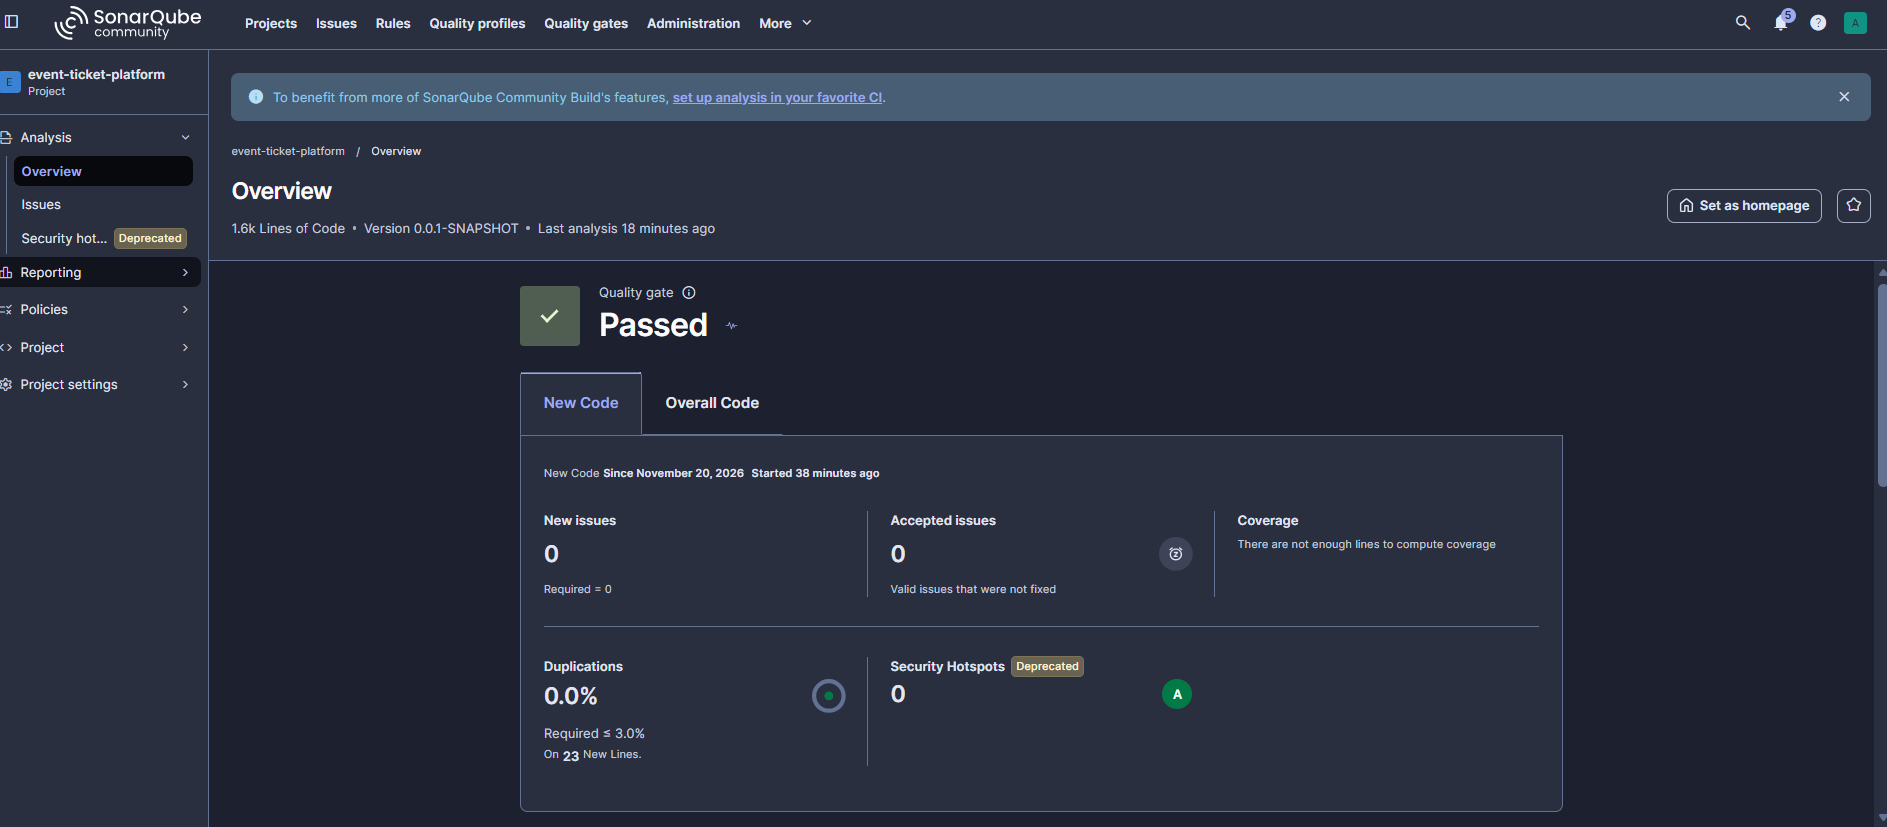 SonarQube community
Projects Issues Rules Quality profiles Quality gates Administration More
5
?
A
E
event-ticket-platform
Project
Analysis
Overview
Issues
Security hot... Deprecated
Reporting
Policies
Project
Project settings
To benefit from more of SonarQube Community Build's features, set up analysis in your favorite CI.
event-ticket-platform / Overview
Overview
Set as homepage
1.6k Lines of Code • Version 0.0.1-SNAPSHOT • Last analysis 18 minutes ago
Quality gate
Passed
New Code
Overall Code
New Code Since November 20, 2026 Started 38 minutes ago
New issues
0
Required = 0
Accepted issues
0
Valid issues that were not fixed
Coverage
There are not enough lines to compute coverage
Duplications
0.0%
Required ≤ 3.0%
On 23 New Lines.
Security Hotspots Deprecated
0
A